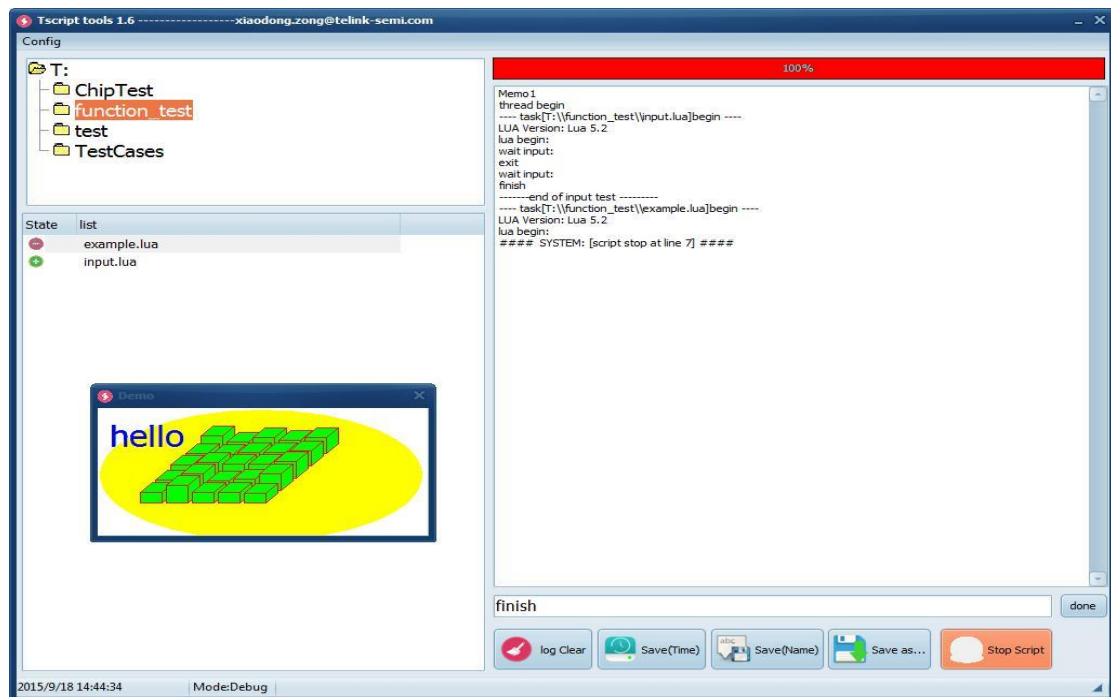 Tscript tools 1.6 ------------------xiaodong.zong@telink-semi.com
Config
T:
ChipTest
function_test
test
TestCases
State list
example.lua
input.lua
Demo
hello
100%
Memo1
thread begin
---- task[T:\\function_test\\input.lua]begin ----
LUA Version: Lua 5.2
lua begin:
wait input:
exit
wait input:
finish
-------end of input test ---------
---- task[T:\\function_test\\example.lua]begin ----
LUA Version: Lua 5.2
lua begin:
#### SYSTEM: [script stop at line 7] ####
finish
done
log Clear
Save(Time)
abc
Save(Name)
Save as...
Stop Script
2015/9/18 14:44:34 Mode:Debug